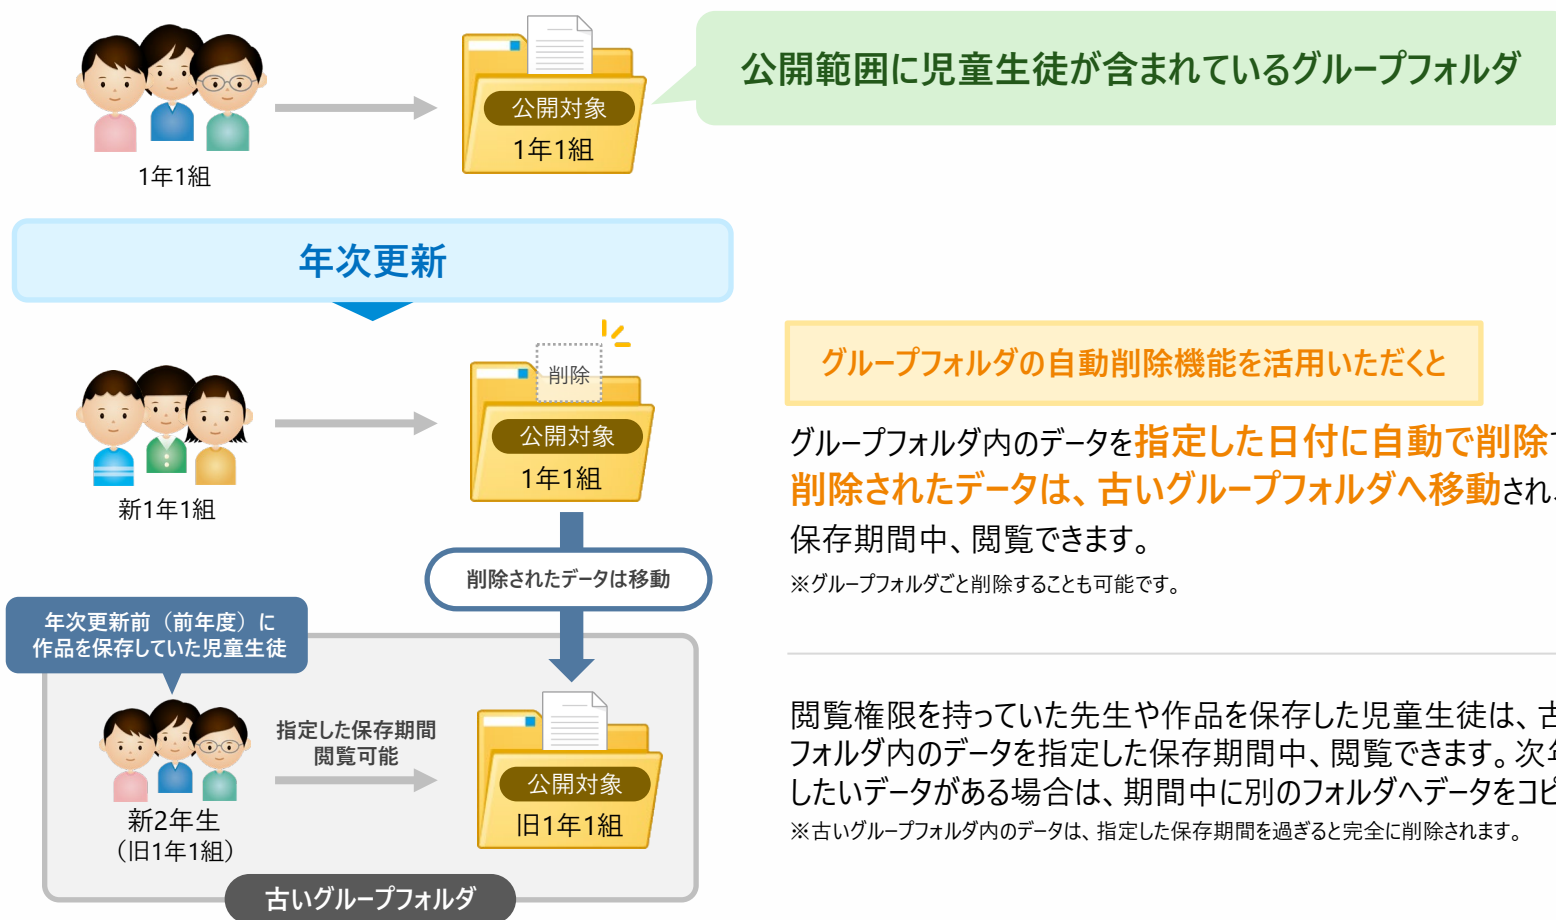 公開範囲に児童生徒が含まれているグループフォルダ
公開対象
1年1組
1年1組
年次更新
削除
公開対象
1年1組
新1年1組
グループフォルダの自動削除機能を活用いただくと
グループフォルダ内のデータを指定した日付に自動で削除
削除されたデータは、古いグループフォルダへ移動され、
保存期間中、閲覧できます。
※グループフォルダごと削除することも可能です。
削除されたデータは移動
年次更新前（前年度）に
作品を保存していた児童生徒
指定した保存期間
閲覧可能
公開対象
旧1年1組
新2年生
（旧1年1組）
古いグループフォルダ
閲覧権限を持っていた先生や作品を保存した児童生徒は、古
フォルダ内のデータを指定した保存期間中、閲覧できます。次年
したいデータがある場合は、期間中に別のフォルダへデータをコピ
※古いグループフォルダ内のデータは、指定した保存期間を過ぎると完全に削除されます。